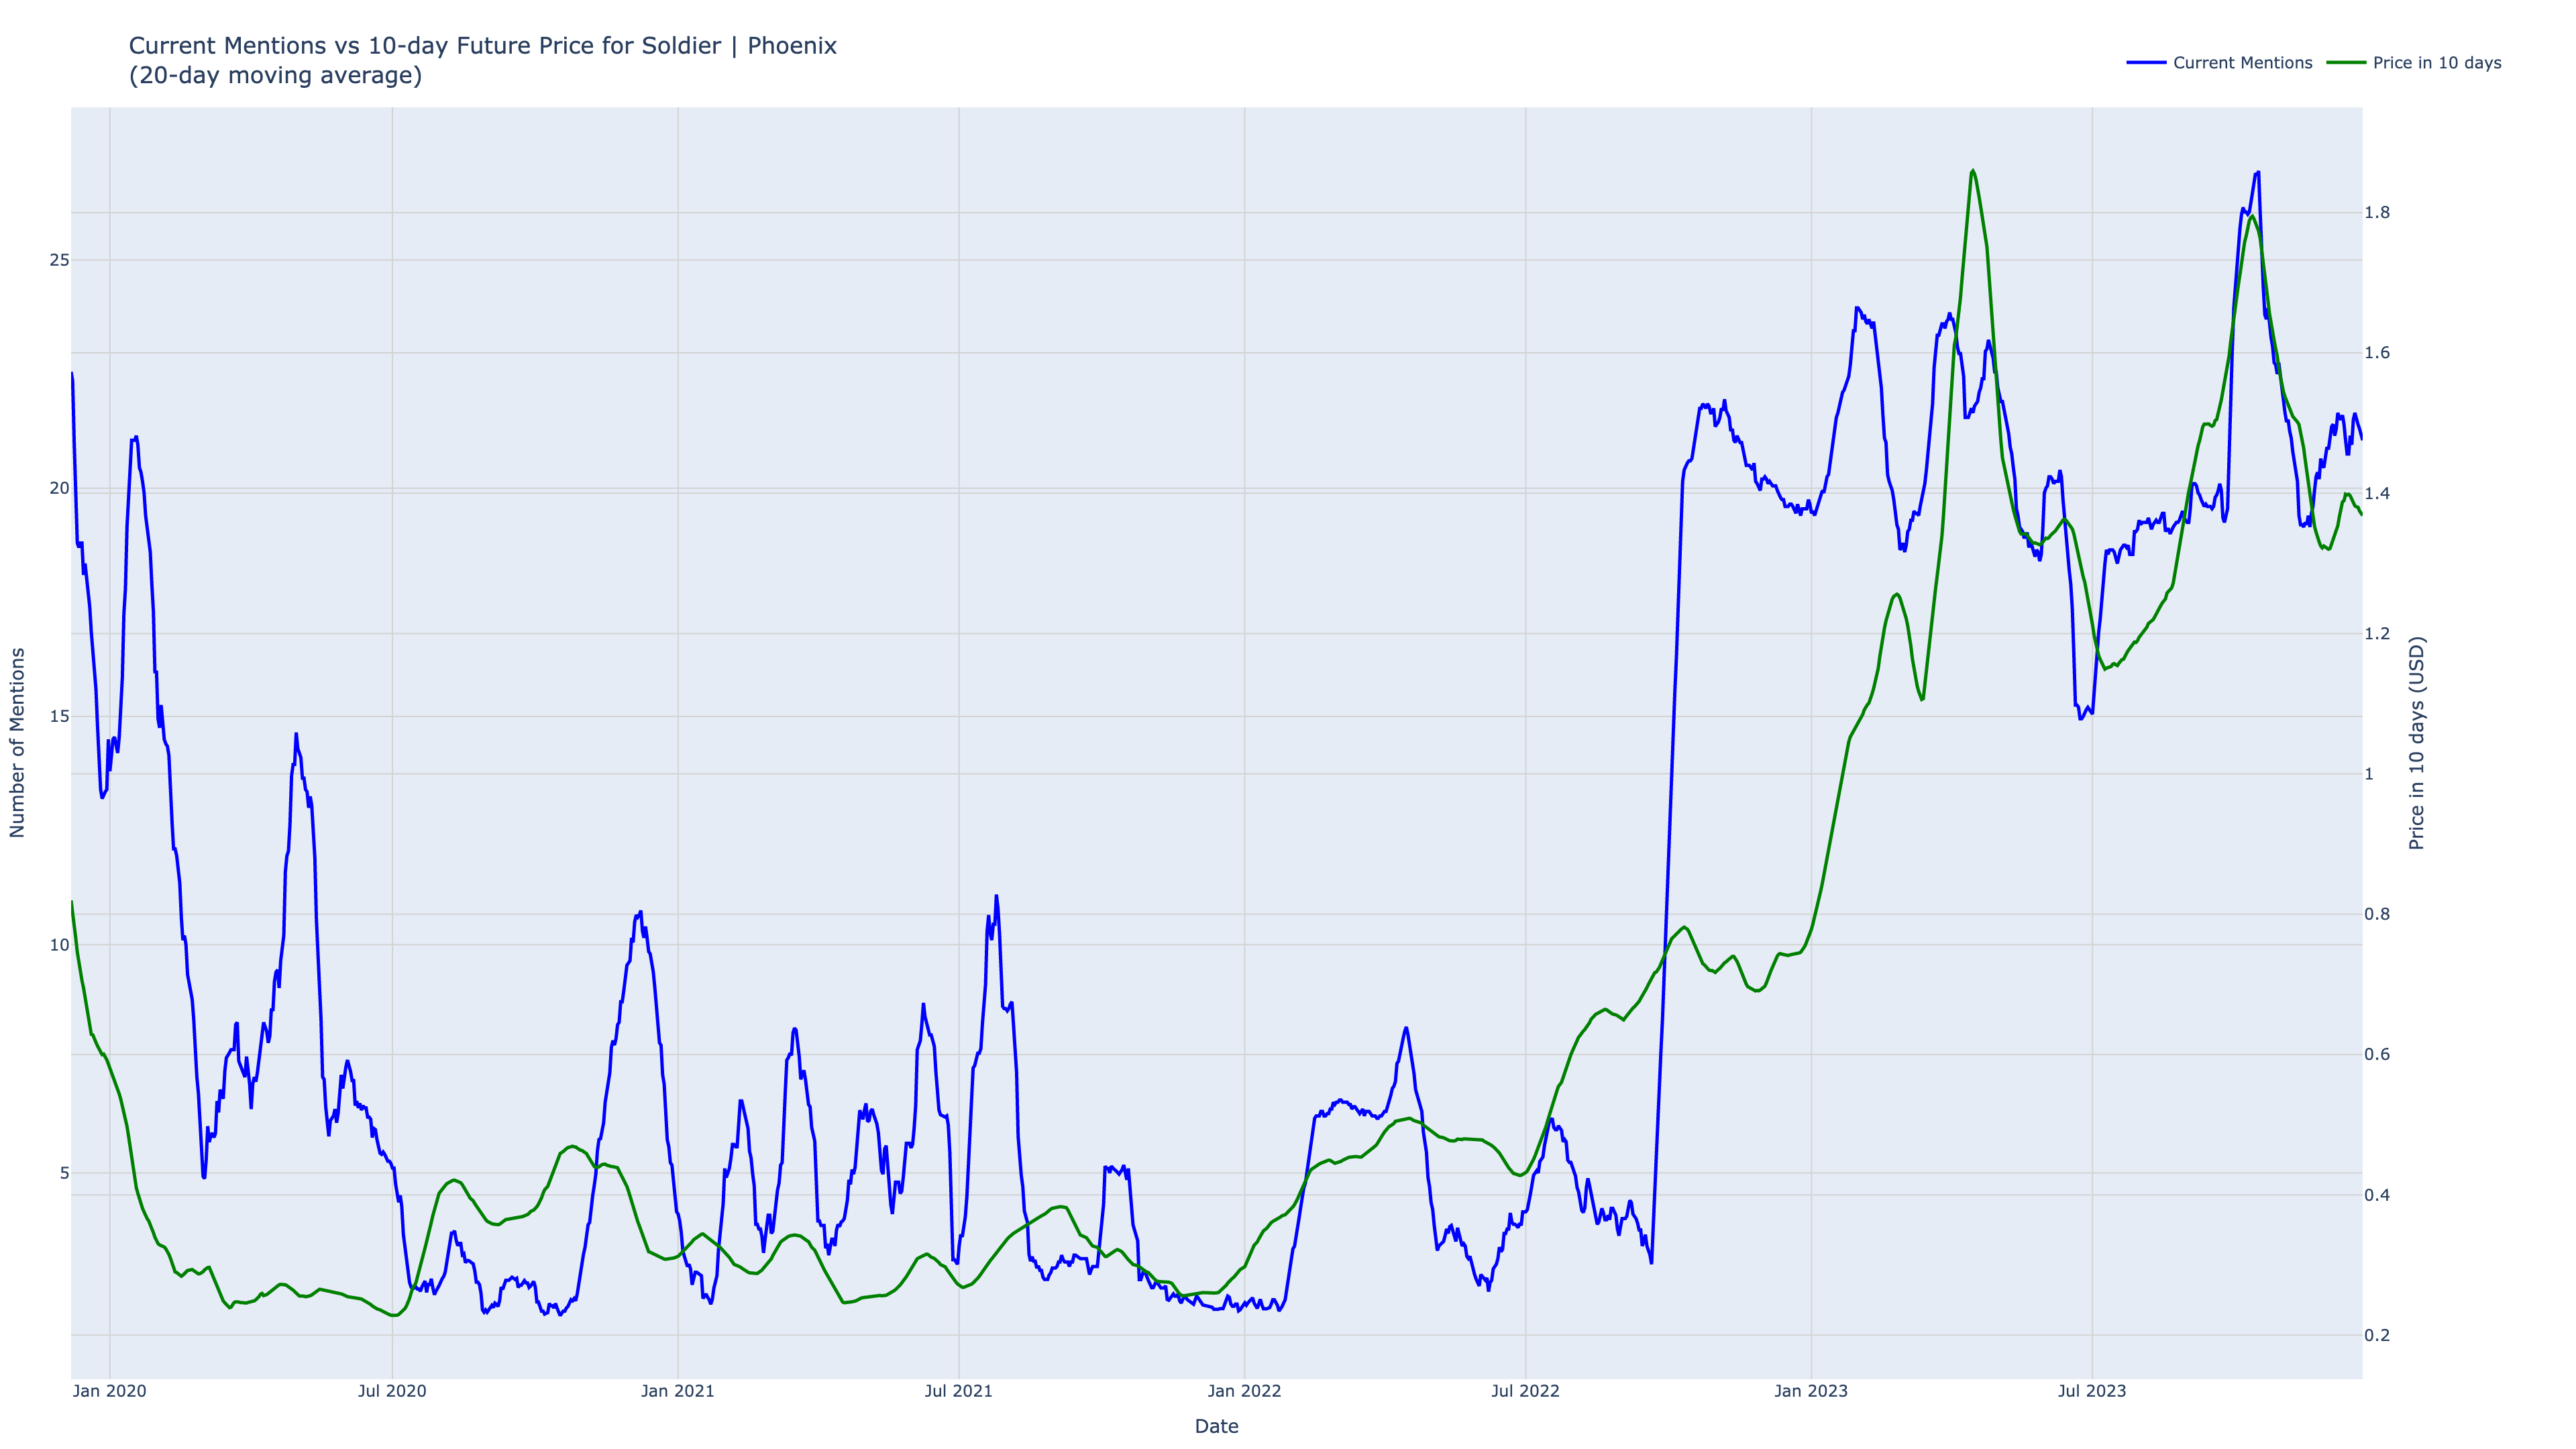 Current Mentions vs 10-day Future Price for Soldier | Phoenix
(20-day moving average)
Current Mentions
Price in 10 days
25
20
15
10
5
Number of Mentions
1.8
1.6
1.4
1.2
1
0.8
0.6
0.4
0.2
Price in 10 days (USD)
Jan 2020
Jul 2020
Jan 2021
Jul 2021
Jan 2022
Jul 2022
Jan 2023
Jul 2023
Date